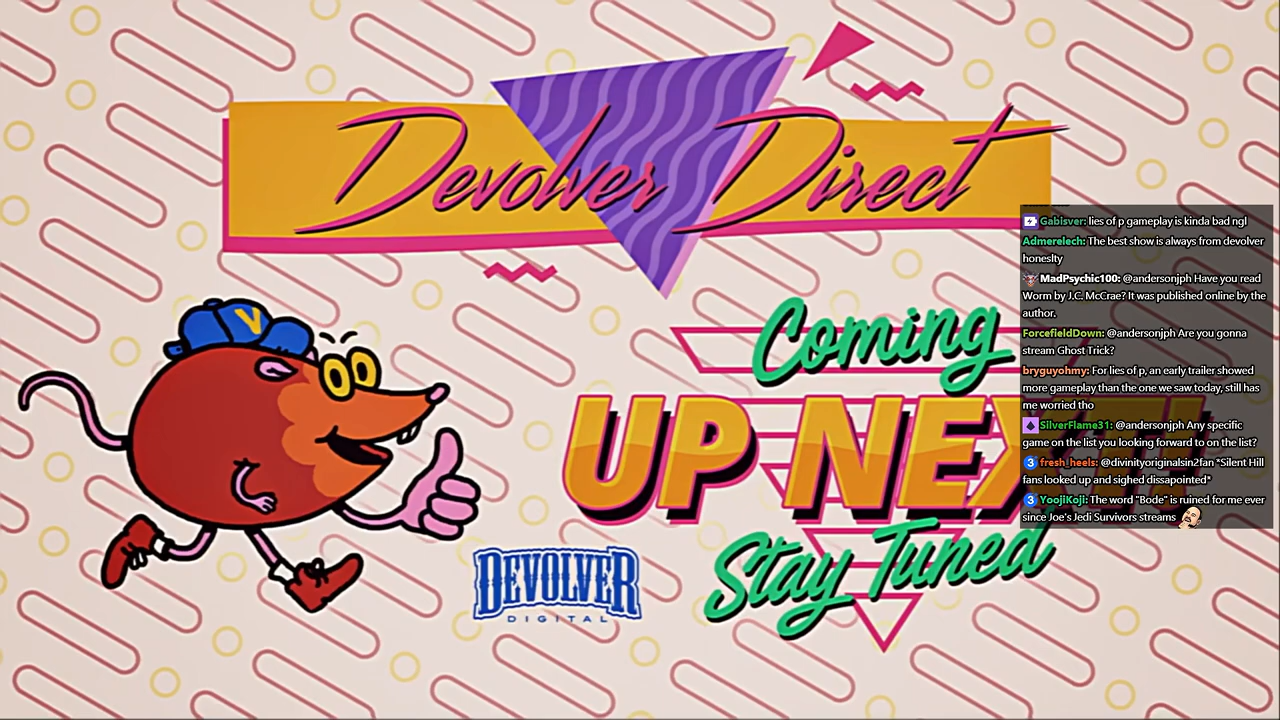 Devolver Direct
Coming
UP NEXT!
Stay Tuned
V
DEVOLVER
DIGITAL
Gabisver: lies of p gameplay is kinda bad ngl
Admerelech: The best show is always from devolver
honeslty
MadPsychic100: @andersonjph Have you read
Worm by J.C. McCrae? It was published online by the
author.
ForcefieldDown: @andersonjph Are you gonna
stream Ghost Trick?
bryguyohmy: For lies of p, an early trailer showed
more gameplay than the one we saw today, still has
me worried tho
SilverFlame31: @andersonjph Any specific
game on the list you looking forward to on the list?
3 fresh_heels: @divinityoriginalsin2fan *Silent Hill
fans looked up and sighed dissapointed*
3 YoojiKoji: The word "Bode" is ruined for me ever
since Joe's Jedi Survivors streams